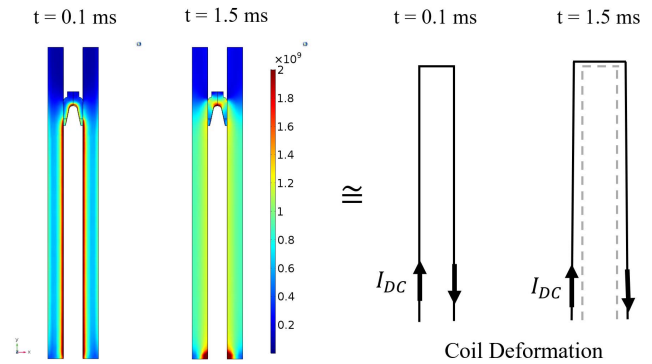 t = 0.1 ms
t = 1.5 ms
t = 0.1 ms
t = 1.5 ms
×10⁹
2
1.8
1.6
1.4
1.2
1
0.8
0.6
0.4
0.2
≅
I_DC
I_DC
y
x
Coil Deformation